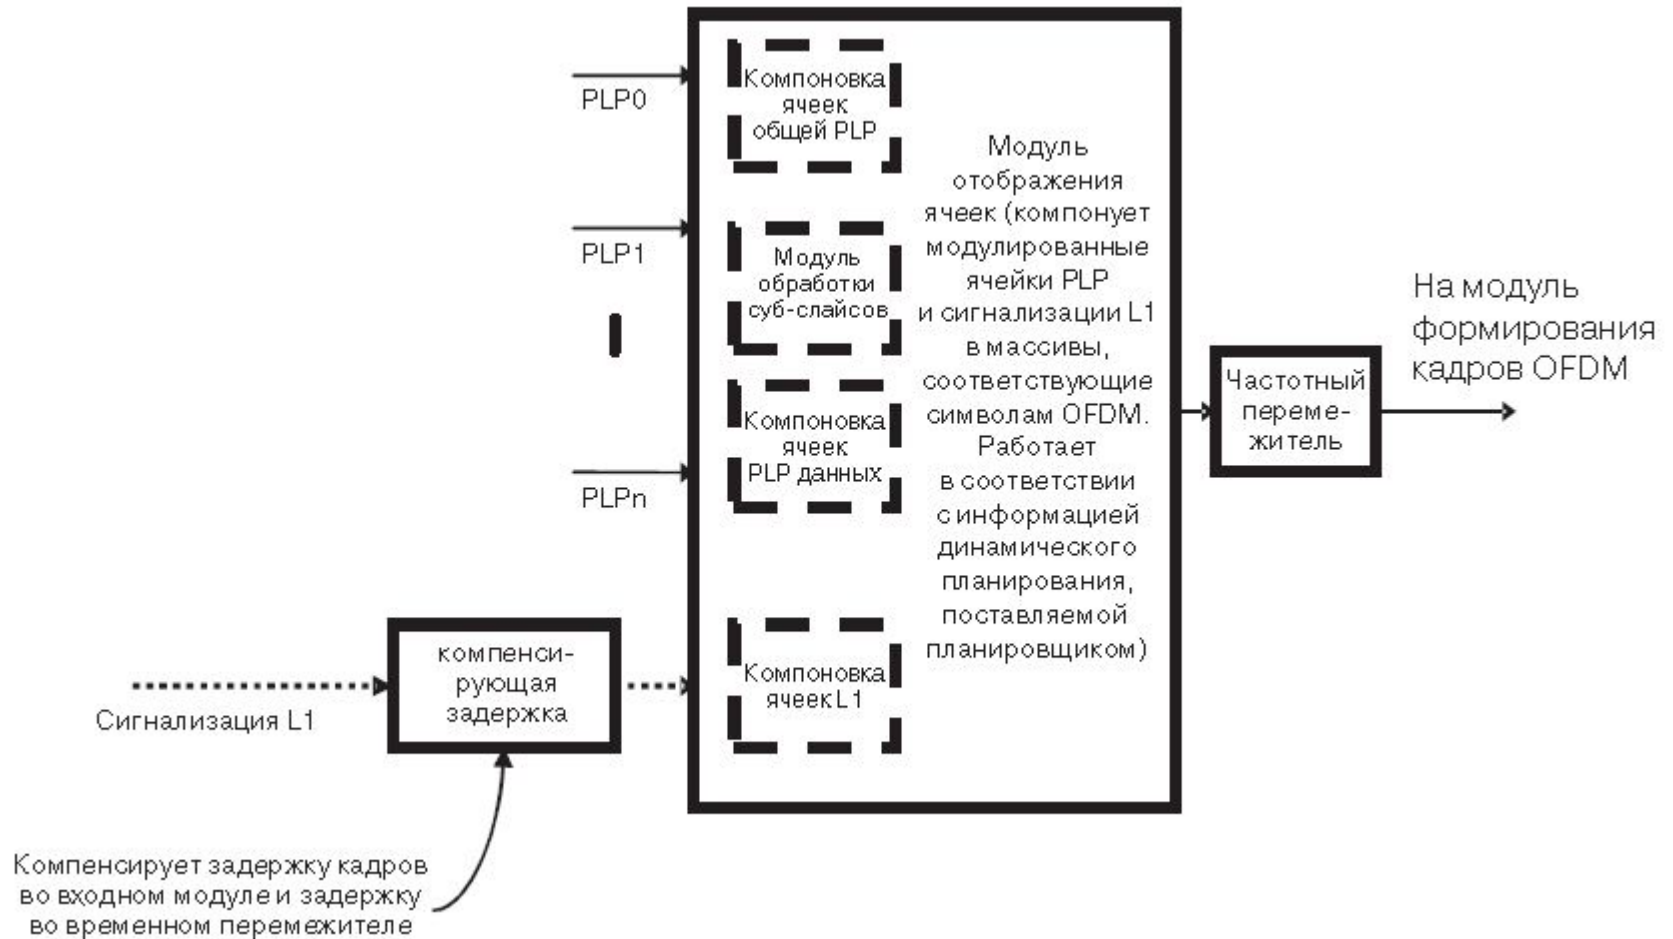 PLP0
PLP1
PLPn
Компоновка
ячеек
общей PLP
Модуль
обработки
суб-слайсов
Компоновка
ячеек
PLP данных
Компоновка
ячеек L1
Модуль
отображения
ячеек (компонует
модулированные
ячейки PLP
и сигнализации L1
в массивы,
соответствующие
символам OFDM.
Работает
в соответствии
с информацией
динамического
планирования,
поставляемой
планировщиком)
Частотный
переме-
житель
На модуль
формирования
кадров OFDM
Сигнализация L1
компенси-
рующая
задержка
Компенсирует задержку кадров
во входном модуле и задержку
во временном перемежителе